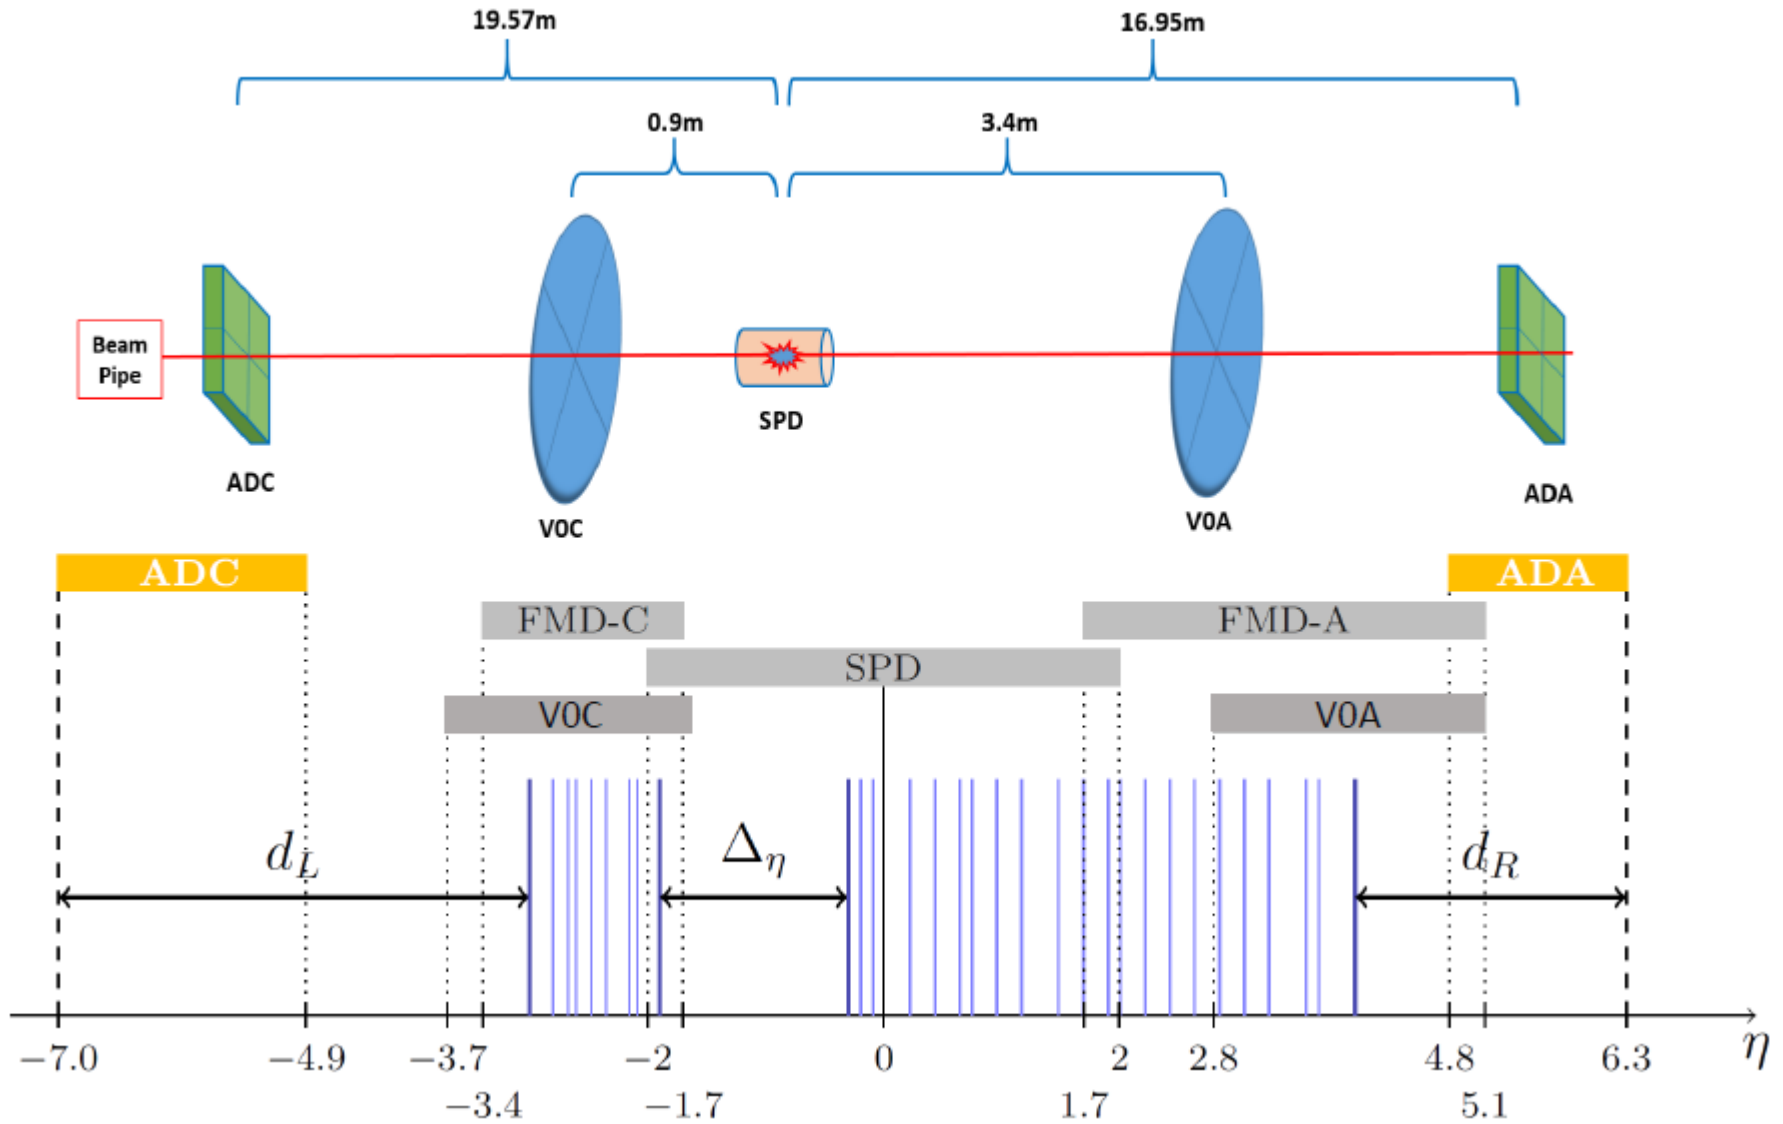 19.57m
16.95m
0.9m
3.4m
Beam
Pipe
SPD
ADC
ADA
V0C
V0A
ADC
ADA
FMD-C
FMD-A
SPD
V0C
V0A
d_L
Δ_η
d_R
−7.0
−4.9
−3.7
−2
0
2
2.8
4.8
6.3
η
−3.4
−1.7
1.7
5.1